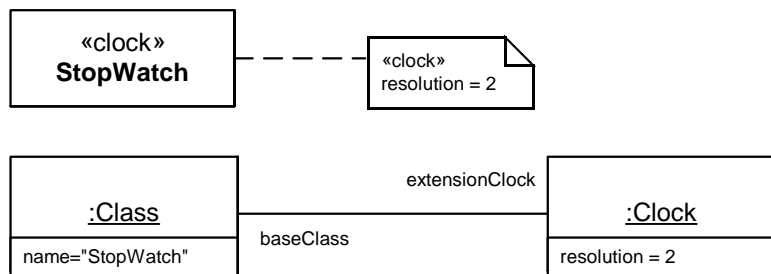 «clock»
StopWatch
«clock»
resolution = 2
extensionClock
:Class
:Clock
baseClass
name="StopWatch"
resolution = 2